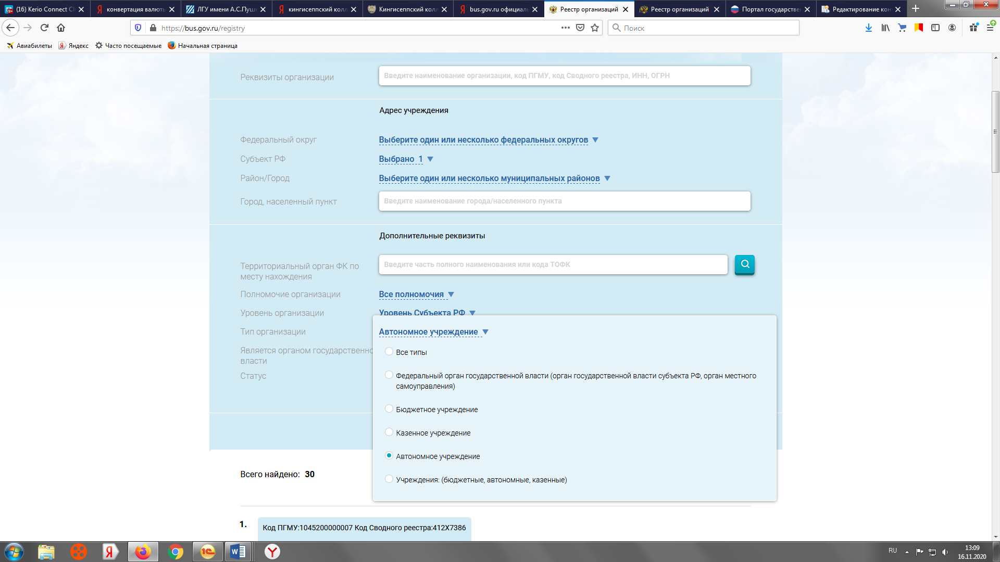 (16) Kerio Connect Cl
конвертация валюты
ЛГУ имени А.С.Пуш
кингисеппский колл
Кингисеппский колл
bus.gov.ru официаль
Реестр организаций
Реестр организаций
Портал государстве
Редактирование кон
https://bus.gov.ru/registry
Поиск
Авиабилеты
Яндекс
Часто посещаемые
Начальная страница
Реквизиты организации
Введите наименование организации, код ПГМУ, код Сводного реестра, ИНН, ОГРН
Адрес учреждения
Федеральный округ
Выберите один или несколько федеральных округов
Субъект РФ
Выбрано 1
Район/Город
Выберите один или несколько муниципальных районов
Город, населенный пункт
Введите наименование города/населенного пункта
Дополнительные реквизиты
Территориальный орган ФК по
месту нахождения
Введите часть полного наименования или кода ТОФК
Полномочие организации
Все полномочия
Уровень организации
Уровень Субъекта РФ
Тип организации
Автономное учреждение
Является органом государственно
власти
Статус
Все типы
Федеральный орган государственной власти (орган государственной власти субъекта РФ, орган местного
самоуправления)
Бюджетное учреждение
Казенное учреждение
Автономное учреждение
Учреждения: (бюджетные, автономные, казенные)
Всего найдено: 30
1.
Код ПГМУ:1045200000007 Код Сводного реестра:412X7386
RU
13:09
16.11.2020